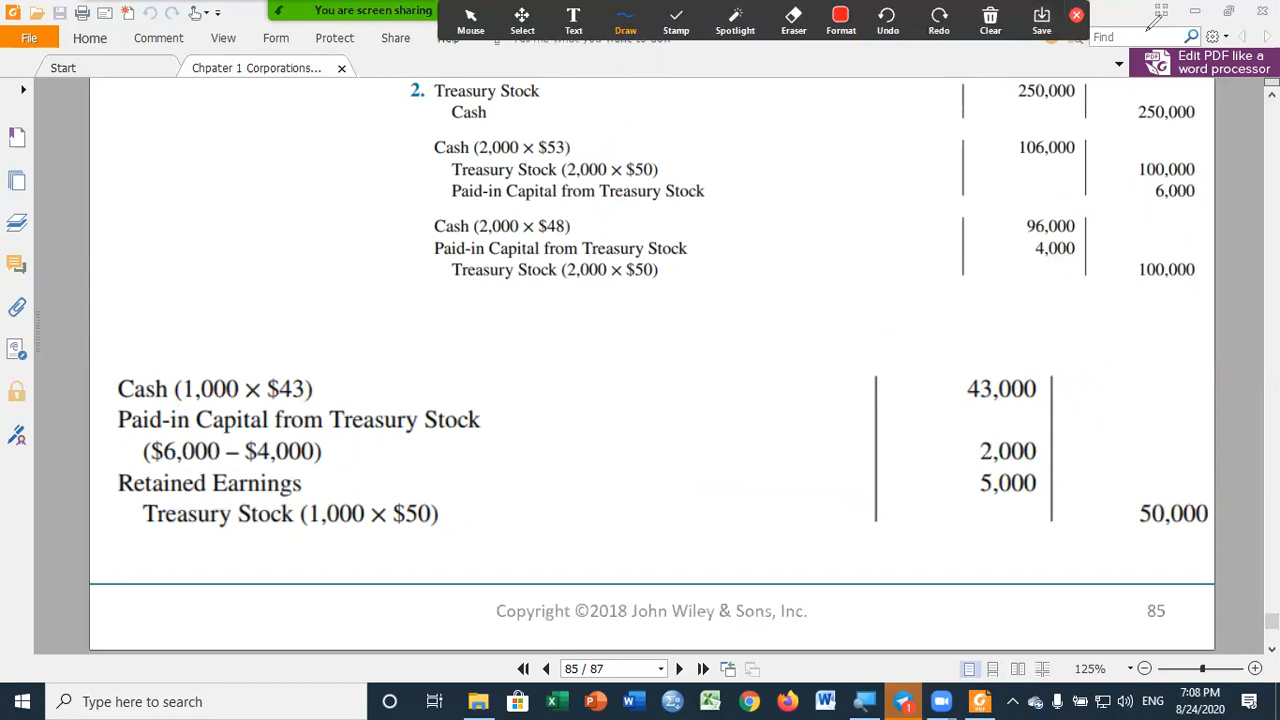 You are screen sharing
Mouse Select Text Draw Stamp Spotlight Eraser Format Undo Redo Clear Save
File Home Comment View Form Protect Share Help Find
Edit PDF like a
word processor
Start Chpater 1 Corporations...
2. Treasury Stock 250,000
Cash 250,000
Cash (2,000 × $53) 106,000
Treasury Stock (2,000 × $50) 100,000
Paid-in Capital from Treasury Stock 6,000
Cash (2,000 × $48) 96,000
Paid-in Capital from Treasury Stock 4,000
Treasury Stock (2,000 × $50) 100,000
Cash (1,000 × $43) 43,000
Paid-in Capital from Treasury Stock
($6,000 – $4,000) 2,000
Retained Earnings 5,000
Treasury Stock (1,000 × $50) 50,000
Copyright ©2018 John Wiley & Sons, Inc. 85
85 / 87 125%
Type here to search
ENG
7:08 PM
8/24/2020